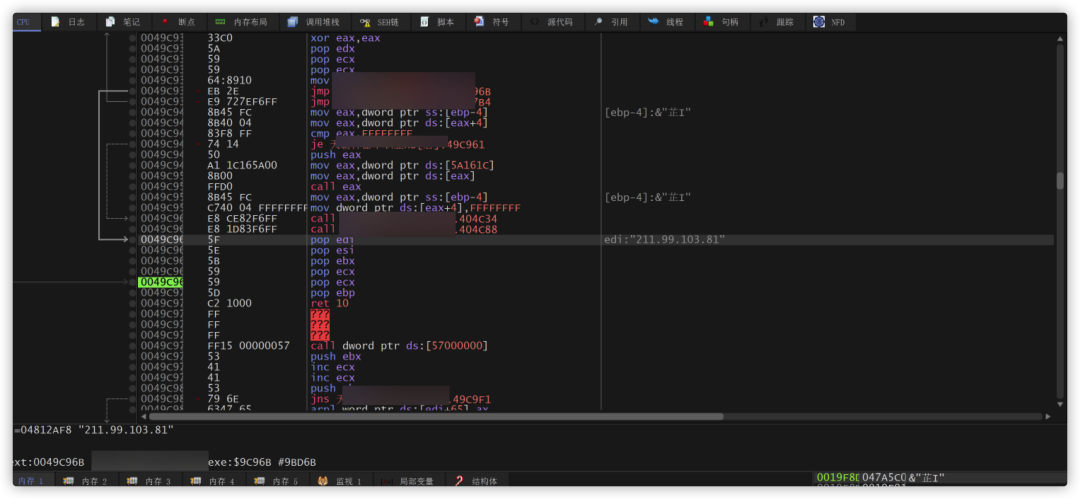 CPU 日志 笔记 断点 内存布局 调用堆栈 SEH链 脚本 符号 源代码 引用 线程 句柄 跟踪 NFD
0049C93 33C0 xor eax,eax
0049C93 5A pop edx
0049C93 59 pop ecx
0049C93 59 pop ecx
0049C93 64:8910 mov
0049C93 EB 2E jmp 96B
0049C93 E9 727EF6FF jmp 7B4
0049C94 8B45 FC mov eax,dword ptr ss:[ebp-4] [ebp-4]:&"芷I"
0049C94 8B40 04 mov eax,dword ptr ds:[eax+4]
0049C94 83F8 FF cmp eax,FFFFFFFF
0049C94 74 14 je .49C961
0049C94 50 push eax
0049C94 A1 1C165A00 mov eax,dword ptr ds:[5A161C]
0049C95 8B00 mov eax,dword ptr ds:[eax]
0049C95 FFD0 call eax
0049C95 8B45 FC mov eax,dword ptr ss:[ebp-4] [ebp-4]:&"芷I"
0049C95 C740 04 FFFFFFFF mov dword ptr ds:[eax+4],FFFFFFFF
0049C96 E8 CE82F6FF call .404C34
0049C96 E8 1D83F6FF call .404C88
0049C96 5F pop edi edi:"211.99.103.81"
0049C96 5E pop esi
0049C96 5B pop ebx
0049C96 59 pop ecx
0049C96 59 pop ecx
0049C97 5D pop ebp
0049C97 C2 1000 ret 10
0049C97 FF ???
0049C97 FF ???
0049C97 FF ???
0049C97 FF15 00000057 call dword ptr ds:[57000000]
0049C97 53 push ebx
0049C97 41 inc ecx
0049C97 41 inc ecx
0049C98 53 push
0049C98 79 6E jns .49C9F1
0049C98 6347 65 arpl word ptr ds:[edi+65],ax
=04812AF8 "211.99.103.81"
ext:0049C96B exe:$9C96B #9BD6B
内存 1 内存 2 内存 3 内存 4 内存 5 监视 1 局部变量 结构体
0019F8D 047A5C0 &"芷I"